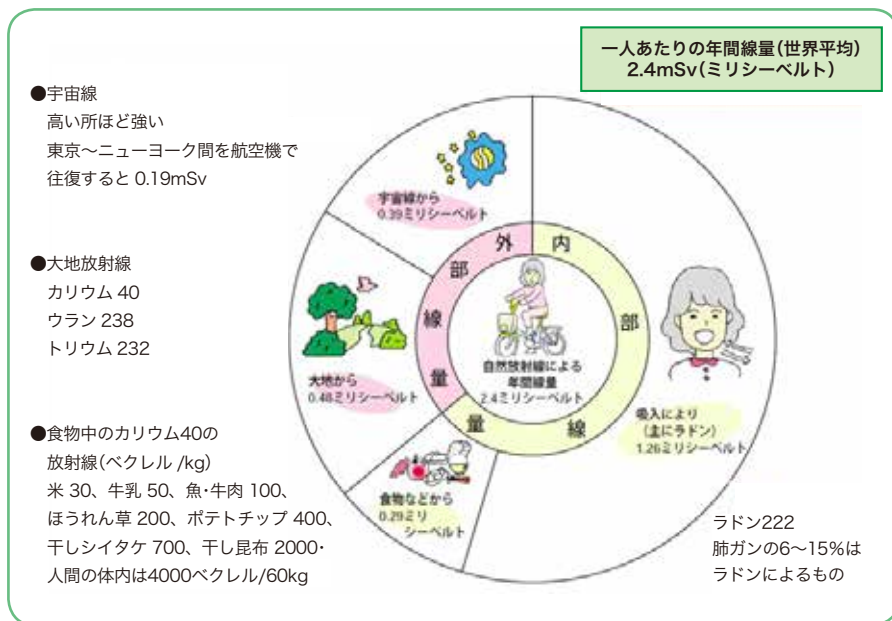 一人あたりの年間線量(世界平均)
2.4mSv(ミリシーベルト)
●宇宙線
高い所ほど強い
東京～ニューヨーク間を航空機で
往復すると 0.19mSv
●大地放射線
カリウム 40
ウラン 238
トリウム 232
●食物中のカリウム40の
放射線(ベクレル /kg)
米 30、牛乳 50、魚・牛肉 100、
ほうれん草 200、ポテトチップ 400、
干しシイタケ 700、干し昆布 2000・
人間の体内は4000ベクレル/60kg
宇宙線から
0.39ミリシーベルト
大地から
0.48ミリシーベルト
食物などから
0.29ミリ
シーベルト
外部線量
内部線量
自然放射線による
年間線量
2.4ミリシーベルト
吸入により
(主にラドン)
1.26ミリシーベルト
ラドン222
肺ガンの6～15%は
ラドンによるもの